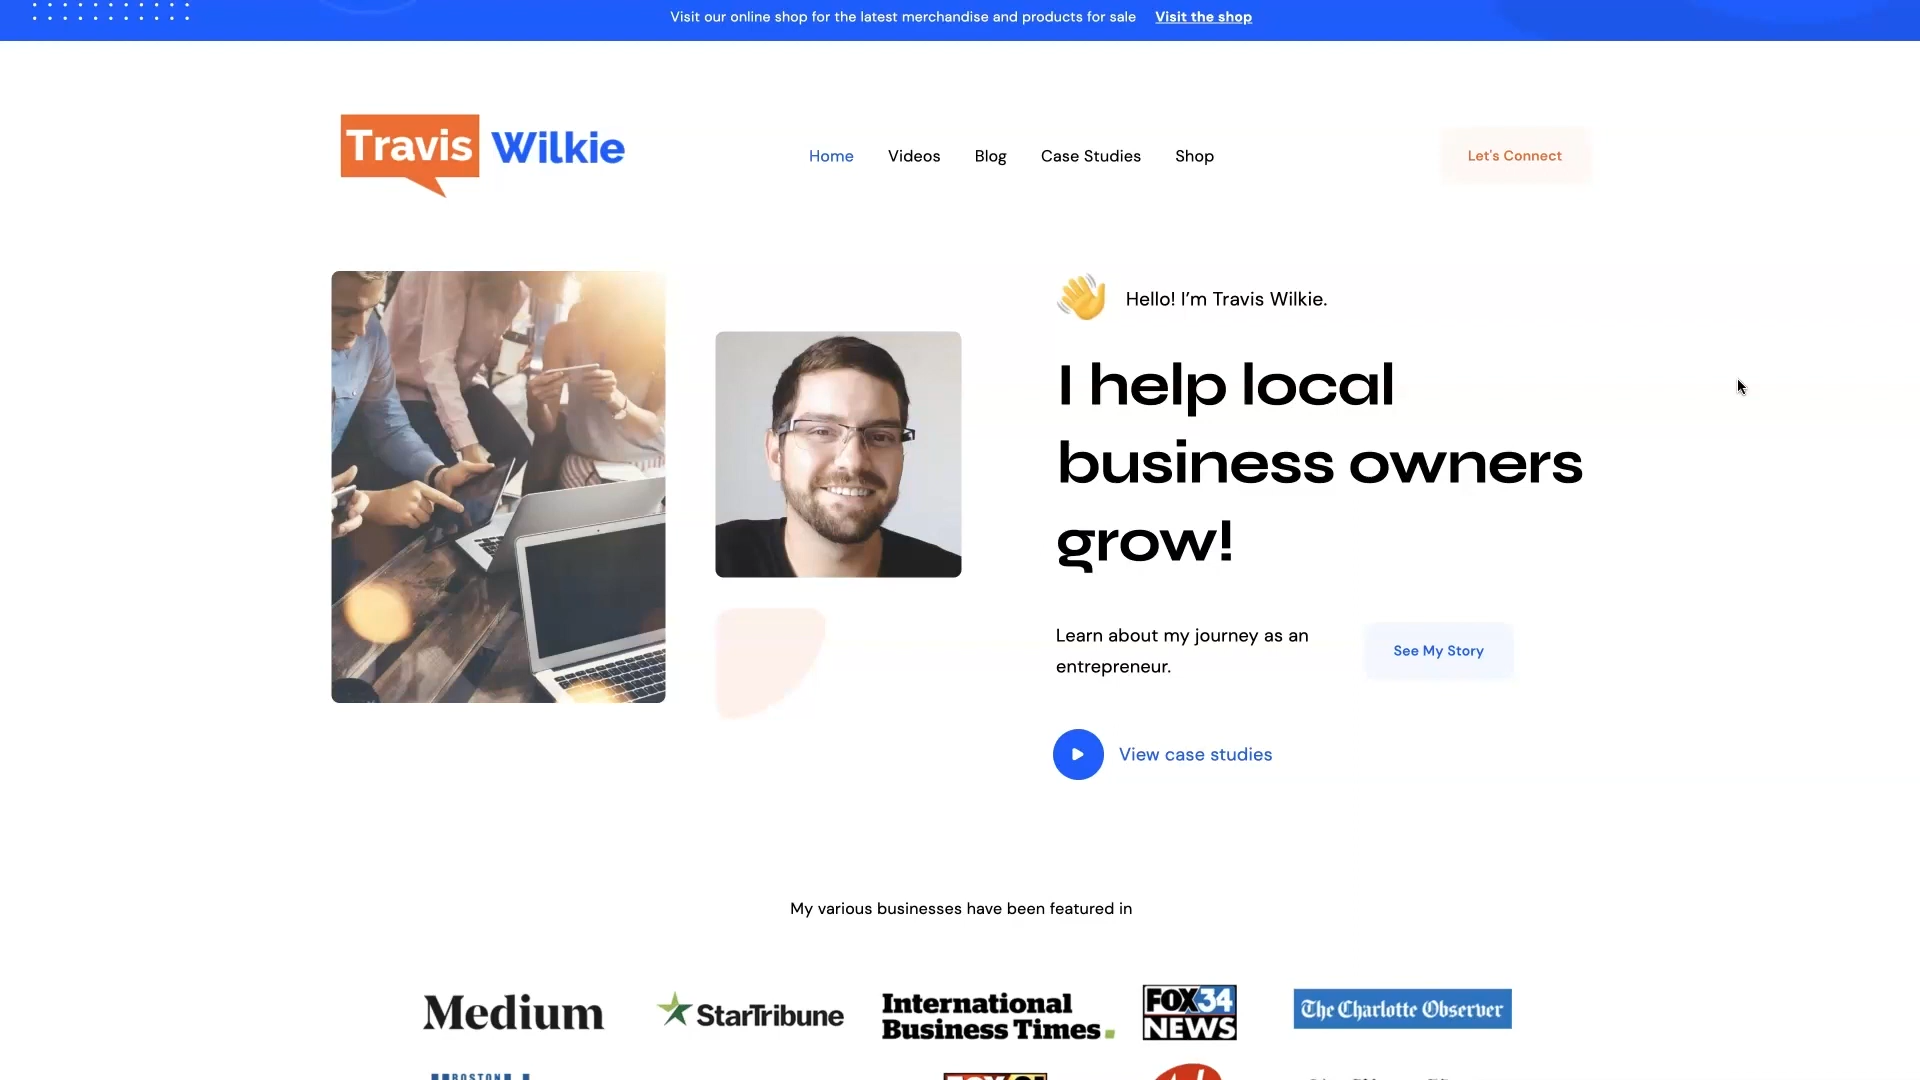 Visit our online shop for the latest merchandise and products for sale Visit the shop
Travis Wilkie
Home Videos Blog Case Studies Shop
Let's Connect
Hello! I’m Travis Wilkie.
I help local
business owners
grow!
Learn about my journey as an
entrepreneur.
See My Story
View case studies
My various businesses have been featured in
Medium
StarTribune
International
Business Times.
FOX34
NEWS
The Charlotte Observer
BOSTON